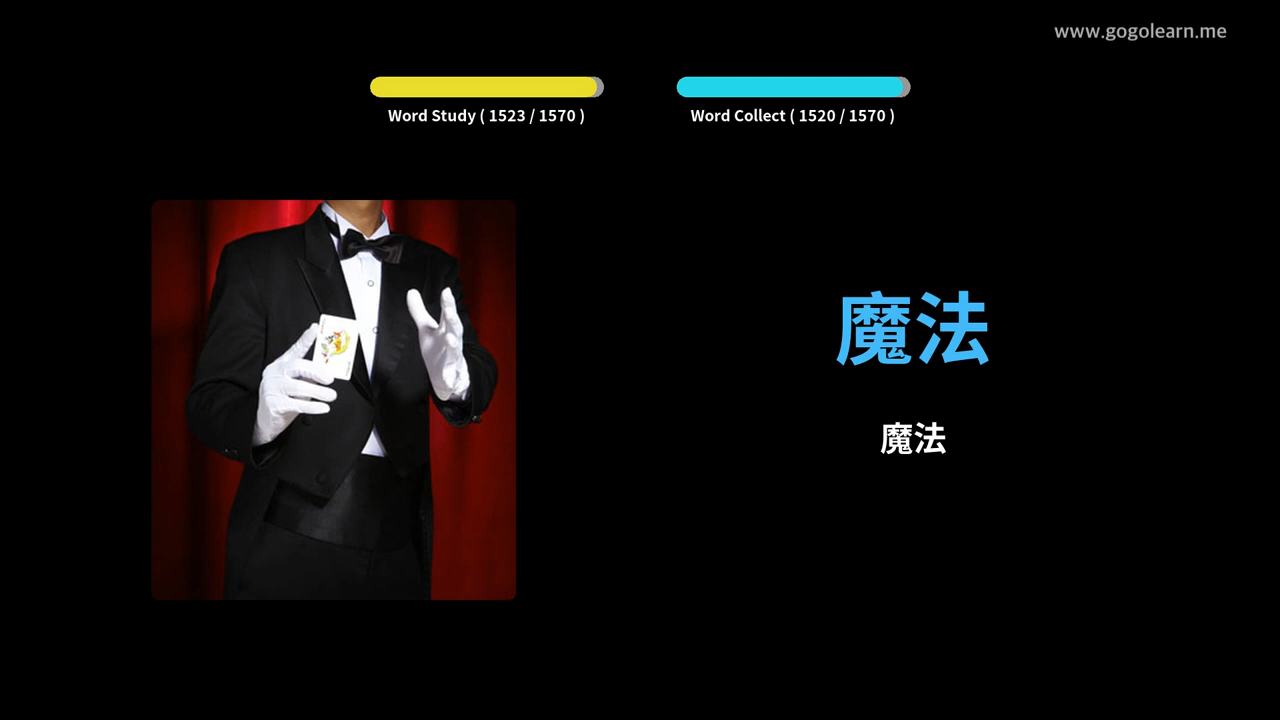 www.gogolearn.me
Word Study ( 1523 / 1570 )
Word Collect ( 1520 / 1570 )
魔法
魔法